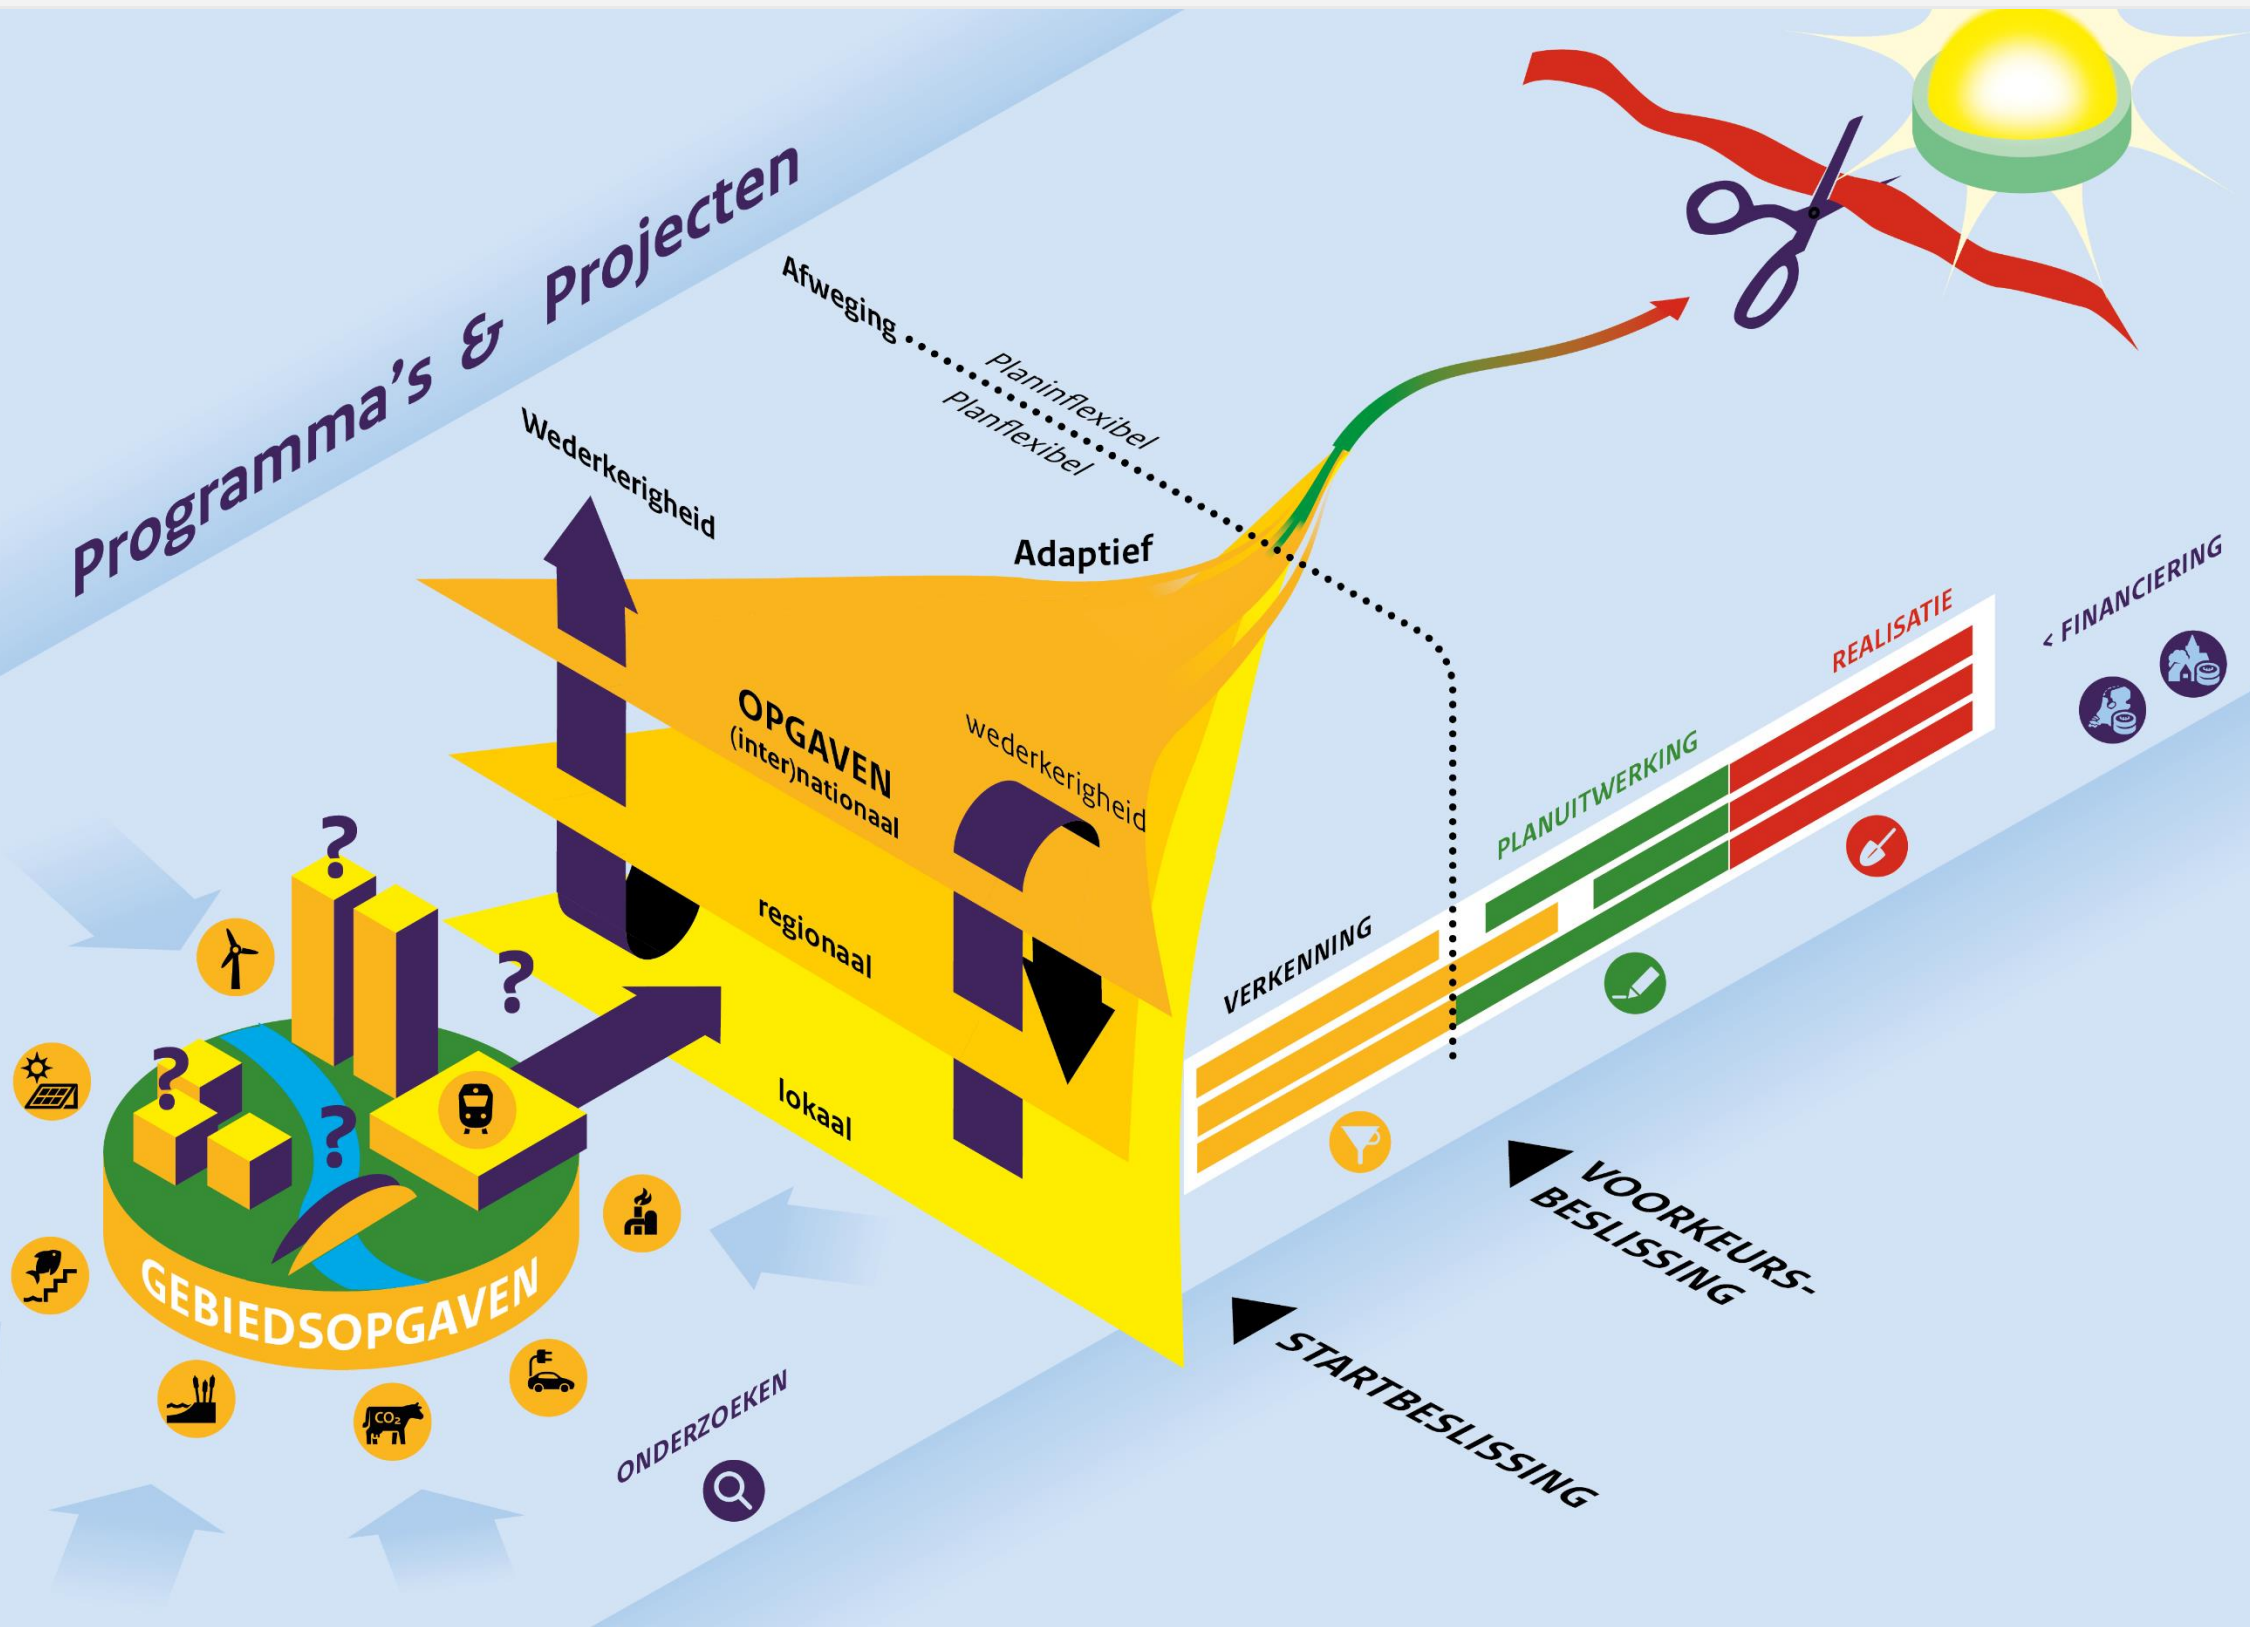 Programma's & Projecten
Afweging
Planinflexibel
Planflexibel
Wederkerigheid
Adaptief
OPGAVEN
(inter)nationaal
wederkerigheid
regionaal
lokaal
?
?
?
?
GEBIEDSOPGAVEN
CO₂
ONDERZOEKEN
VERKENNING
PLANUITWERKING
REALISATIE
< FINANCIERING
VOORKEURS-
BESLISSING
STARTBESLISSING